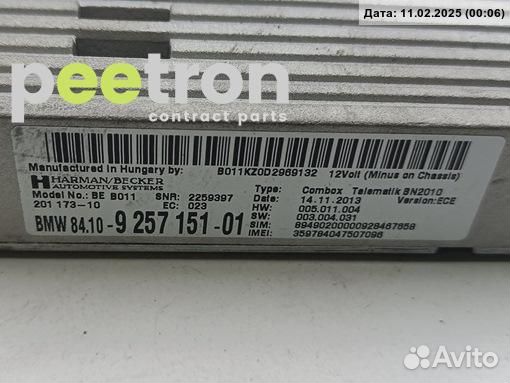 Дата: 11.02.2025 (00:06)
peetron
contract parts
Manufactured in Hungary by: B011KZ0D2969132 12Volt (Minus on Chassis)
HARMAN/BECKER
AUTOMOTIVE SYSTEMS
Type: Combox Telematik BN2010
Model No.: BE B011 SNR: 2259397 Date: 14.11.2013 Version: ECE
201 173-10 EC: 023 HW: 005.011.004
SW: 003.004.031
BMW 84.10-9 257 151-01
SIM: 89490200000928467658
IMEI: 359784047507096
Avito